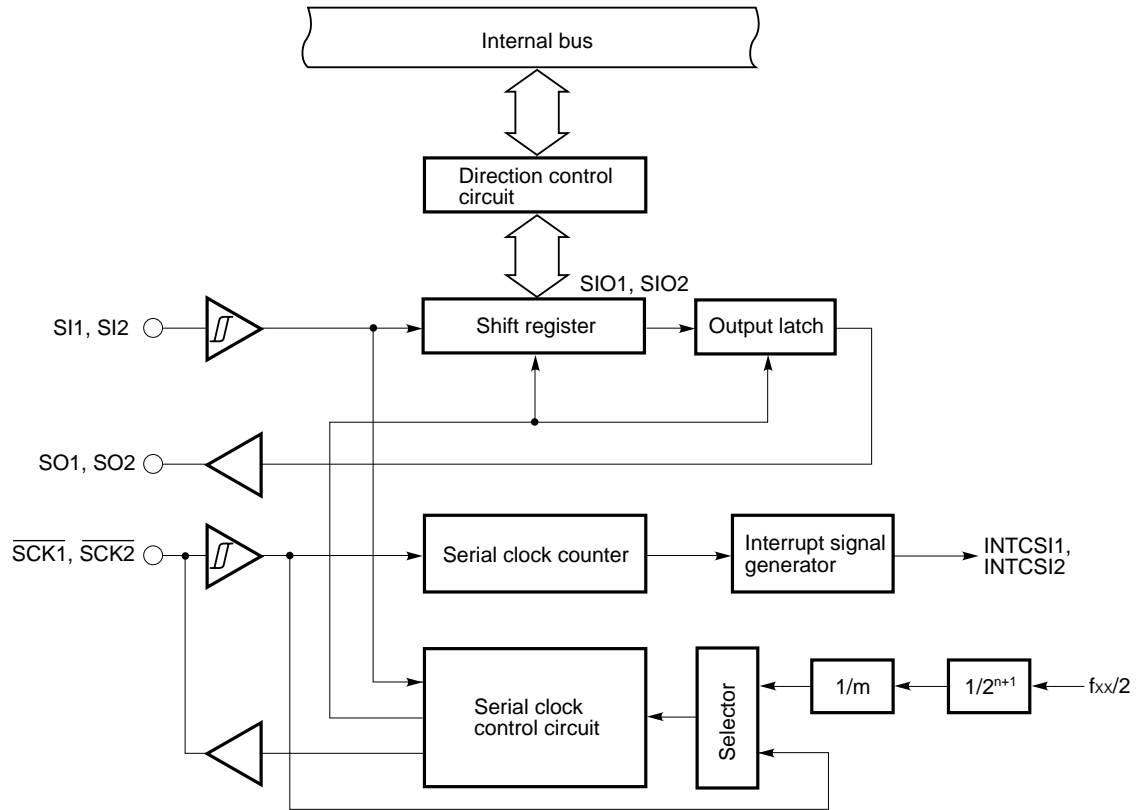 Internal bus
Direction control
circuit
SIO1, SIO2
SI1, SI2
Shift register
Output latch
SO1, SO2
SCK1, SCK2
Serial clock counter
Interrupt signal
generator
INTCSI1,
INTCSI2
Serial clock
control circuit
Selector
1/m
1/2ⁿ⁺¹
fxx/2